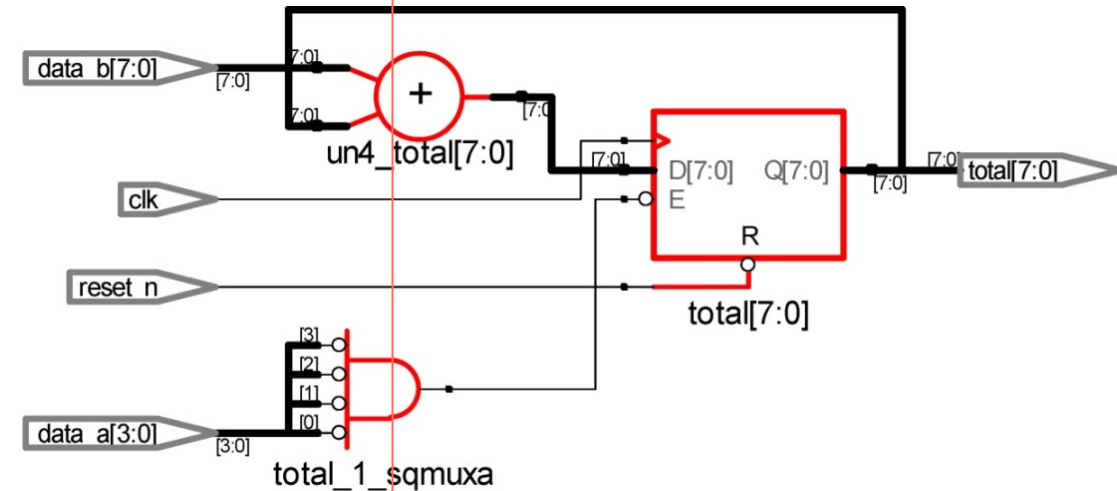 data_b[7:0]
[7:0]
7:0]
7:0]
+
[7:0
un4_total[7:0]
clk
[7:0]
D[7:0]
Q[7:0]
E
R
[7:0]
[7:0]
total[7:0]
reset_n
total[7:0]
[3]
[2]
[1]
[0]
data_a[3:0]
[3:0]
total_1_sqmuxa